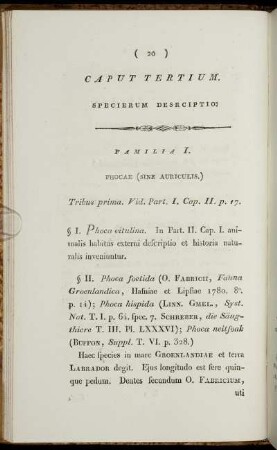 ( 20 )
CAPUT TERTIUM.
SPECIERUM DESRCIPTIO:
FAMILIA I.
PHOCAE (SINE AURICULIS.)
Tribus prima. Vid. Part. I. Cap. II. p. 17.
§ I. Phoca vitulina. In Part. II. Cap. I. ani-
malis habitus externi descriptio et historia natu-
ralis inveniuntur.
§ II. Phoca foetida (O. FABRICII, Fauna
Groenlandica, Hafniae et Lipsiae 1780. 8º.
p. 14); Phoca hispida (LINN. GMEL., Syst.
Nat. T. I. p. 64. spec. 7. SCHREBER, die Säug-
thiere T. III. Pl. LXXXVI); Phoca neitsoak
(BUFFON, Suppl. T. VI. p. 328.)
Haec species in mare GROENLANDIAE et terra
LABRADOR degit. Ejus longitudo est fere quin-
que pedum. Dentes secundum O. FABRICIUM,
uti